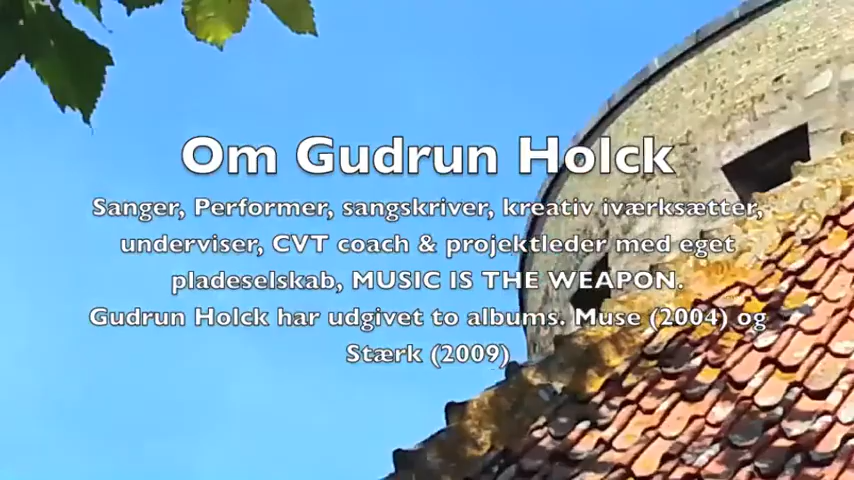 Om Gudrun Holck
Sanger, Performer, sangskriver, kreativ iværksætter,
underviser, CVT coach & projektleder med eget
pladeselskab, MUSIC IS THE WEAPON.
Gudrun Holck har udgivet to albums. Muse (2004) og
Stærk (2009)